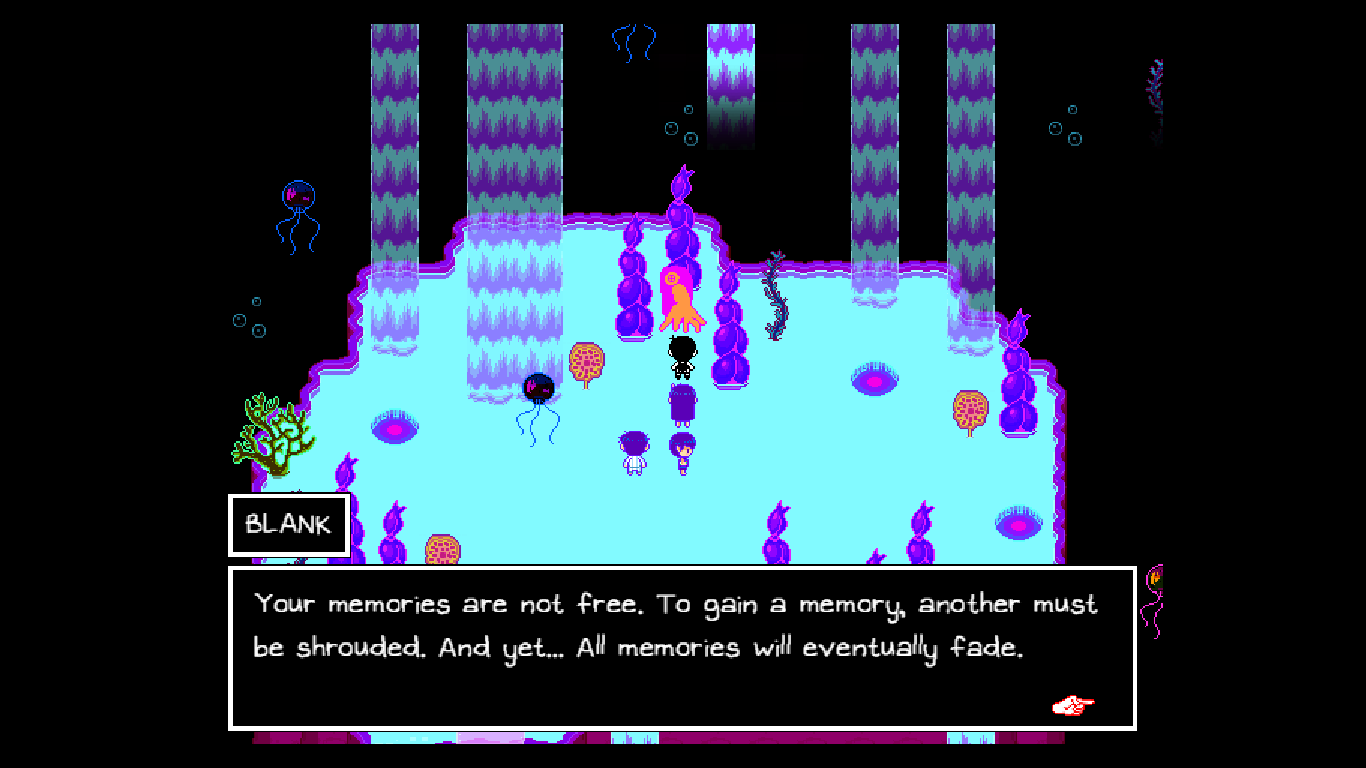 BLANK
Your memories are not free. To gain a memory, another must
be shrouded. And yet... All memories will eventually fade.